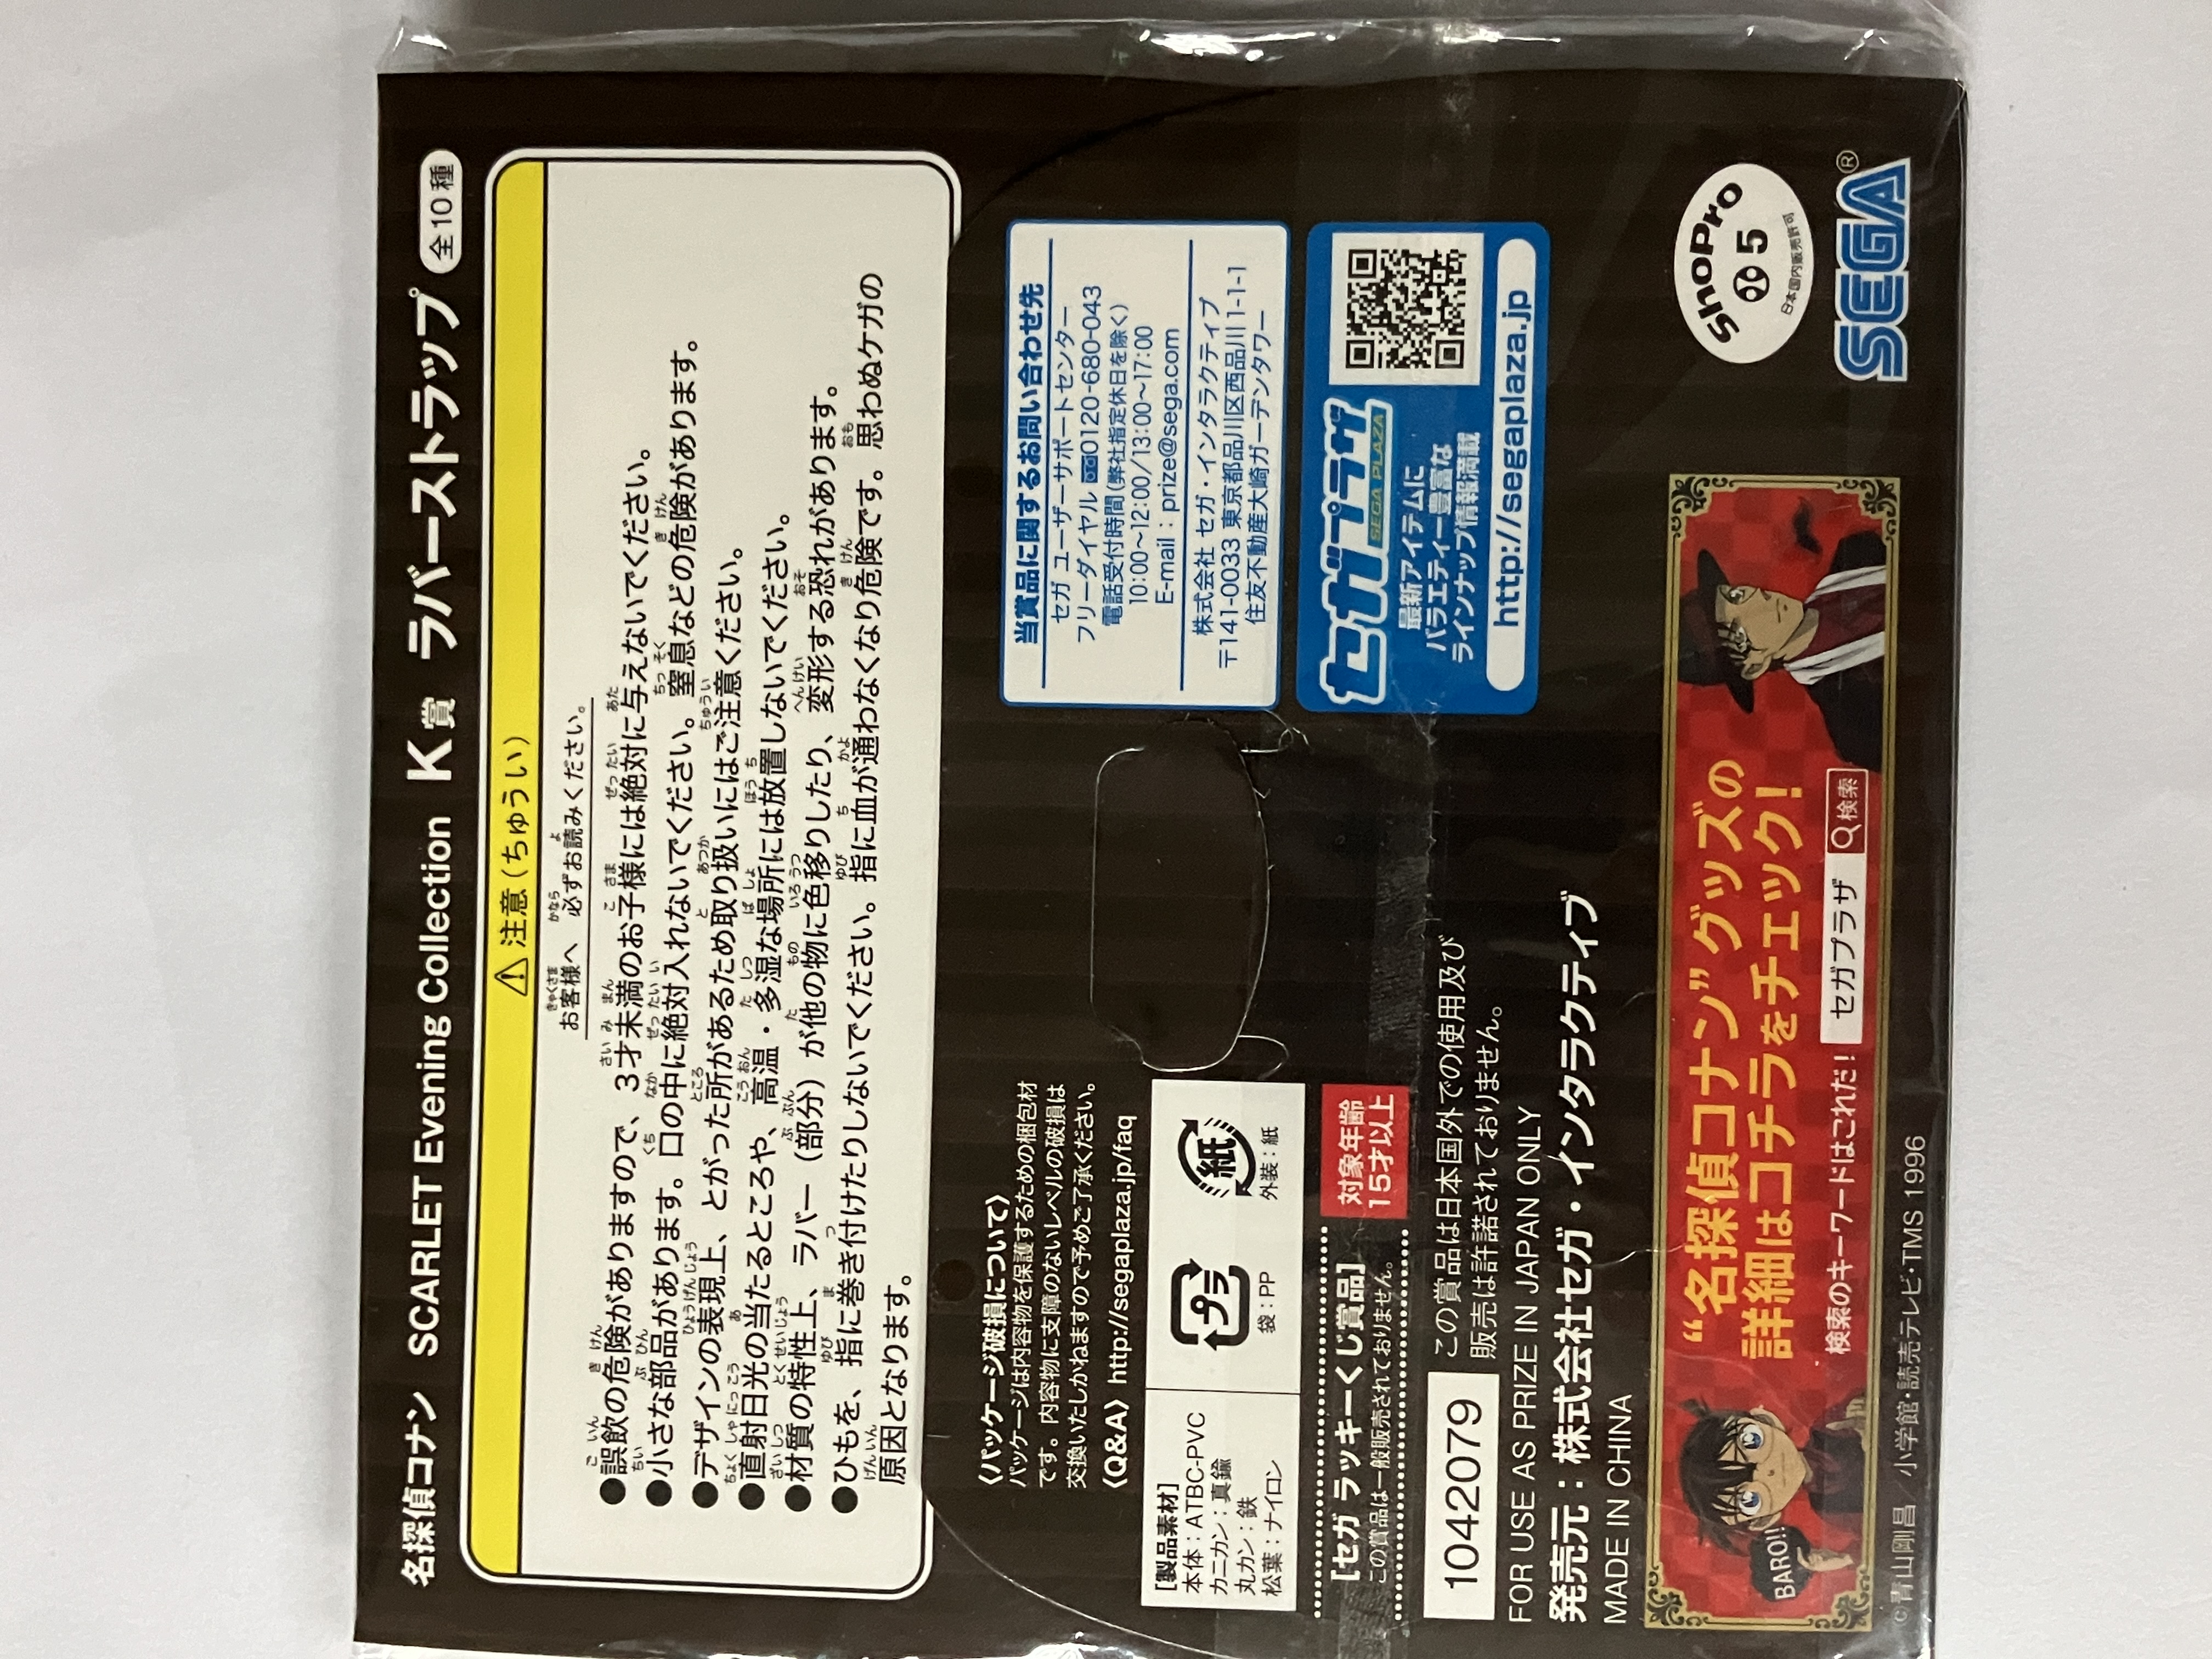 名探偵コナン SCARLET Evening Collection K賞 ラバーストラップ 全10種
⚠注意(ちゅうい)
お客様へ 必ずお読みください。
●誤飲の危険がありますので、3才未満のお子様には絶対に与えないでください。
●小さな部品があります。口の中に絶対入れないでください。窒息などの危険があります。
●デザインの表現上、とがった所があるため取り扱いにはご注意ください。
●直射日光の当たるところや、高温・多湿な場所には放置しないでください。
●材質の特性上、ラバー(部分)が他の物に色移りしたり、変形する恐れがあります。
●ひもを、指に巻き付けたりしないでください。指に血が通わなくなり危険です。思わぬケガの
原因となります。
〈パッケージ破損について〉
パッケージは内容物を保護するための梱包材
です。内容物に支障のないレベルの破損は
交換いたしかねますので予めご了承ください。
〈Q&A〉http://segaplaza.jp/faq
[製品素材]
本体:ATBC-PVC
カニカン:真鍮
丸カン:鉄
松葉:ナイロン
プラ
袋:PP
紙
外装:紙
[セガ ラッキーくじ賞品]
この賞品は一般販売されておりません。
対象年齢
15才以上
1042079
この賞品は日本国外での使用及び
販売は許諾されておりません。
FOR USE AS PRIZE IN JAPAN ONLY
発売元:株式会社セガ・インタラクティブ
MADE IN CHINA
当賞品に関するお問い合わせ先
セガ ユーザーサポートセンター
フリーダイヤル 0120-680-043
電話受付時間(弊社指定休日を除く)
10:00~12:00/13:00~17:00
E-mail:prize@sega.com
株式会社 セガ・インタラクティブ
〒141-0033 東京都品川区西品川1-1-1
住友不動産大崎ガーデンタワー
セガプラザ
SEGA PLAZA
最新アイテムに
バラエティー豊富な
ラインナップ情報満載
http://segaplaza.jp
ShoPro
5
日本国内販売許可
SEGA®
BARO!!
“名探偵コナン”グッズの
詳細はコチラをチェック!
検索のキーワードはこれだ! セガプラザ 検索
©青山剛昌/小学館・読売テレビ・TMS 1996